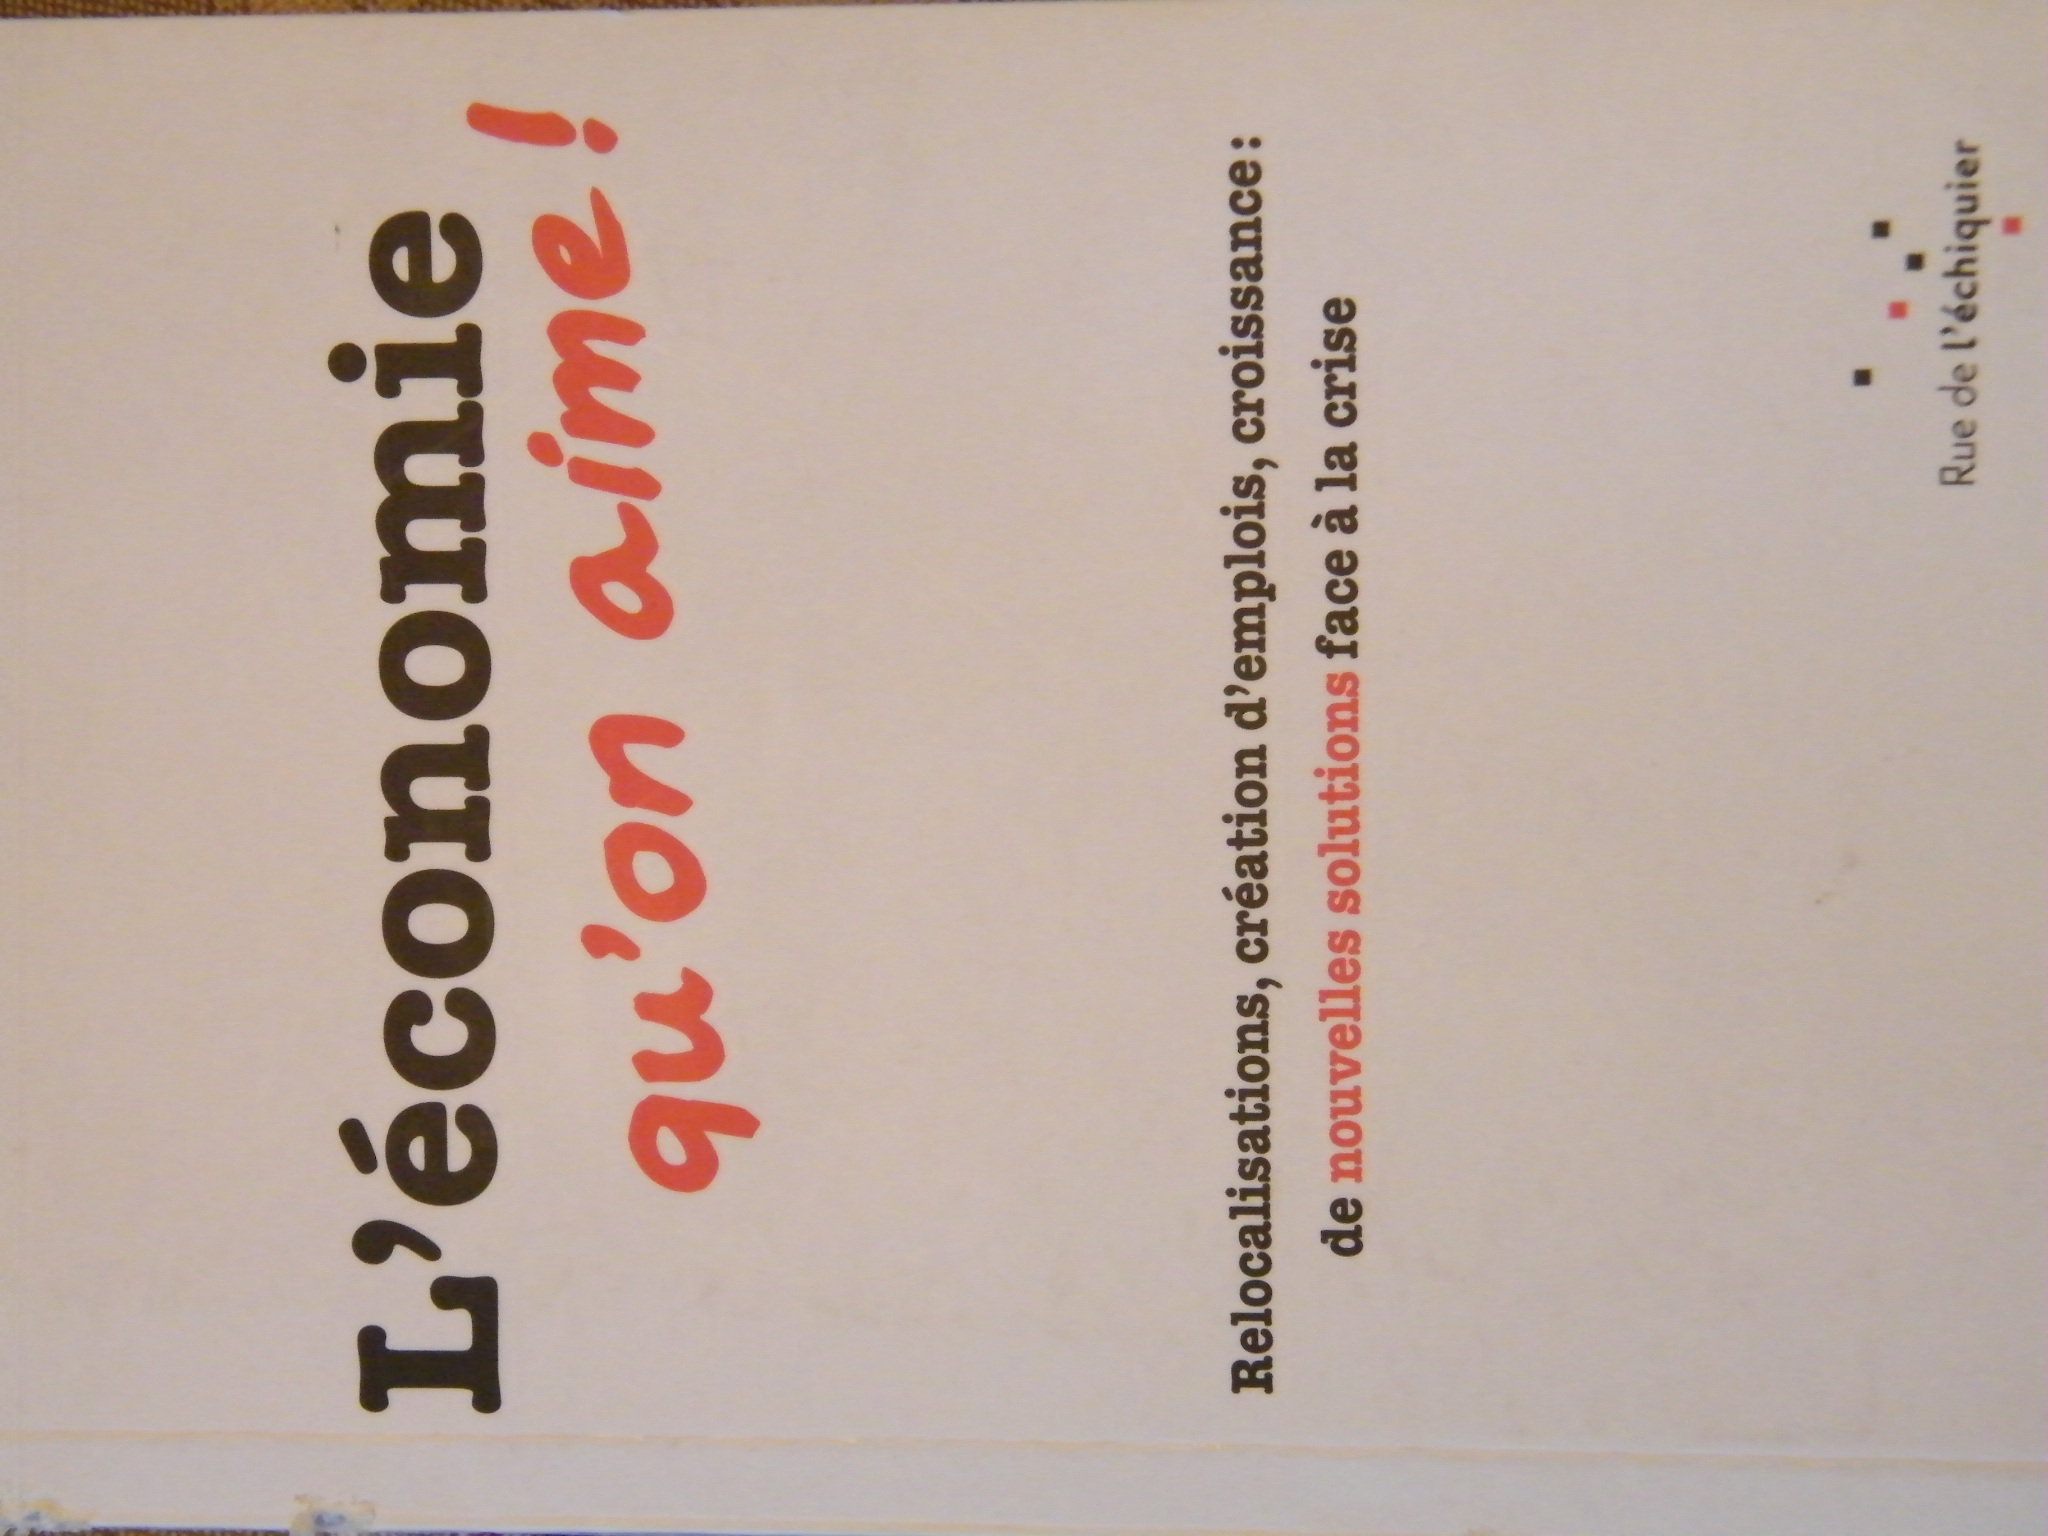 L'économie
qu'on aime !
Relocalisations, création d'emplois, croissance :
de nouvelles solutions face à la crise
Rue de l'échiquier